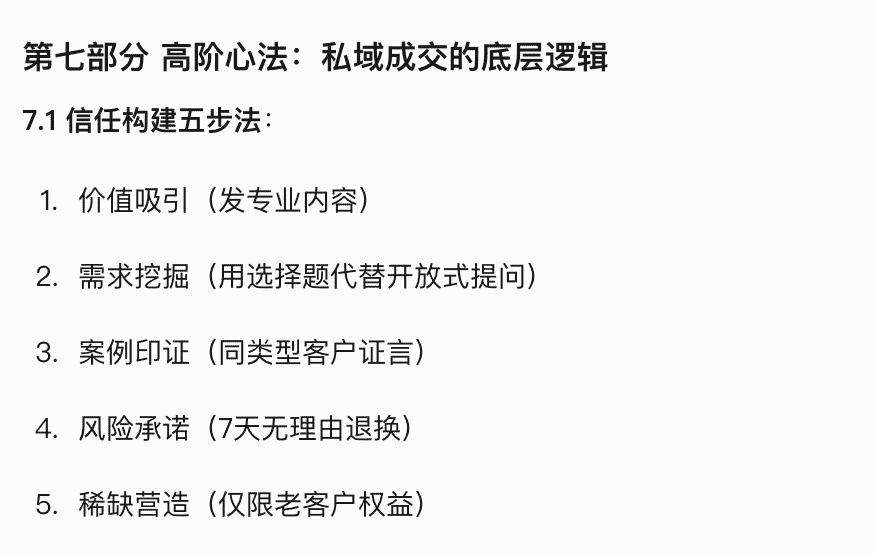 第七部分 高阶心法：私域成交的底层逻辑
7.1 信任构建五步法：
1. 价值吸引（发专业内容）
2. 需求挖掘（用选择题代替开放式提问）
3. 案例印证（同类型客户证言）
4. 风险承诺（7天无理由退换）
5. 稀缺营造（仅限老客户权益）